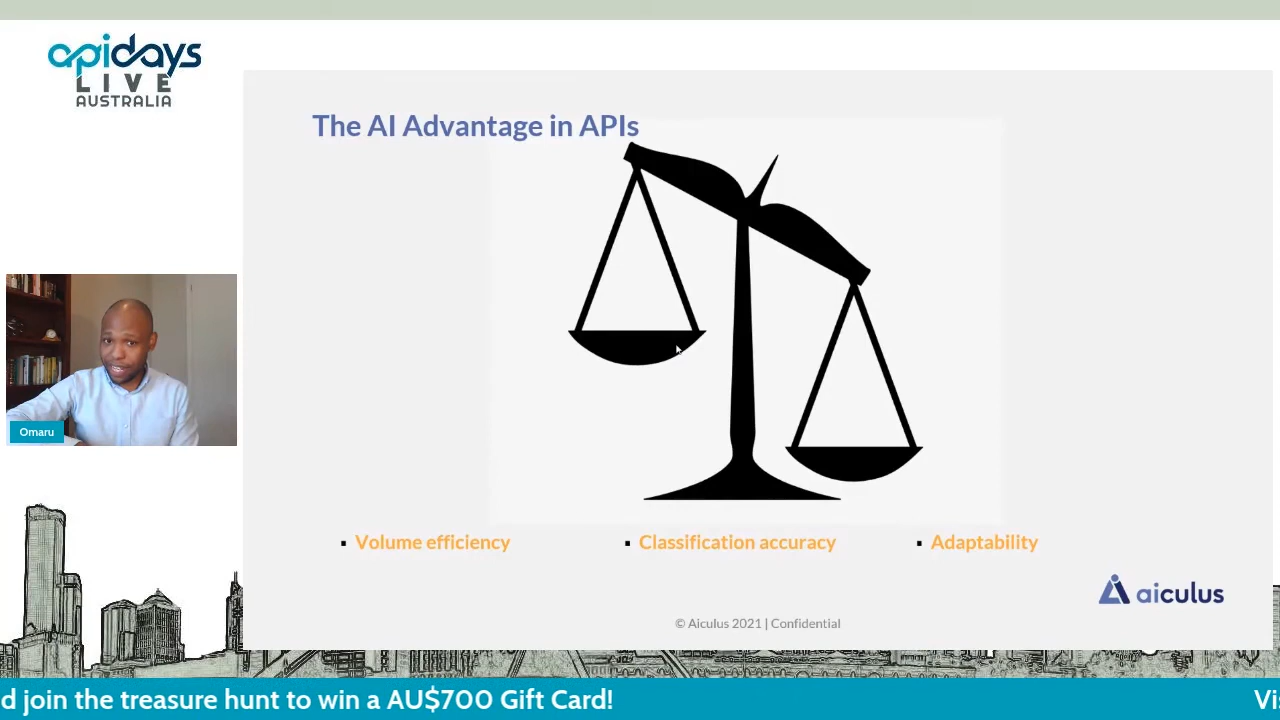 apidays
LIVE
AUSTRALIA
The AI Advantage in APIs
Omaru
▪ Volume efficiency
▪ Classification accuracy
▪ Adaptability
aiculus
© Aiculus 2021 | Confidential
d join the treasure hunt to win a AU$700 Gift Card!
Vis